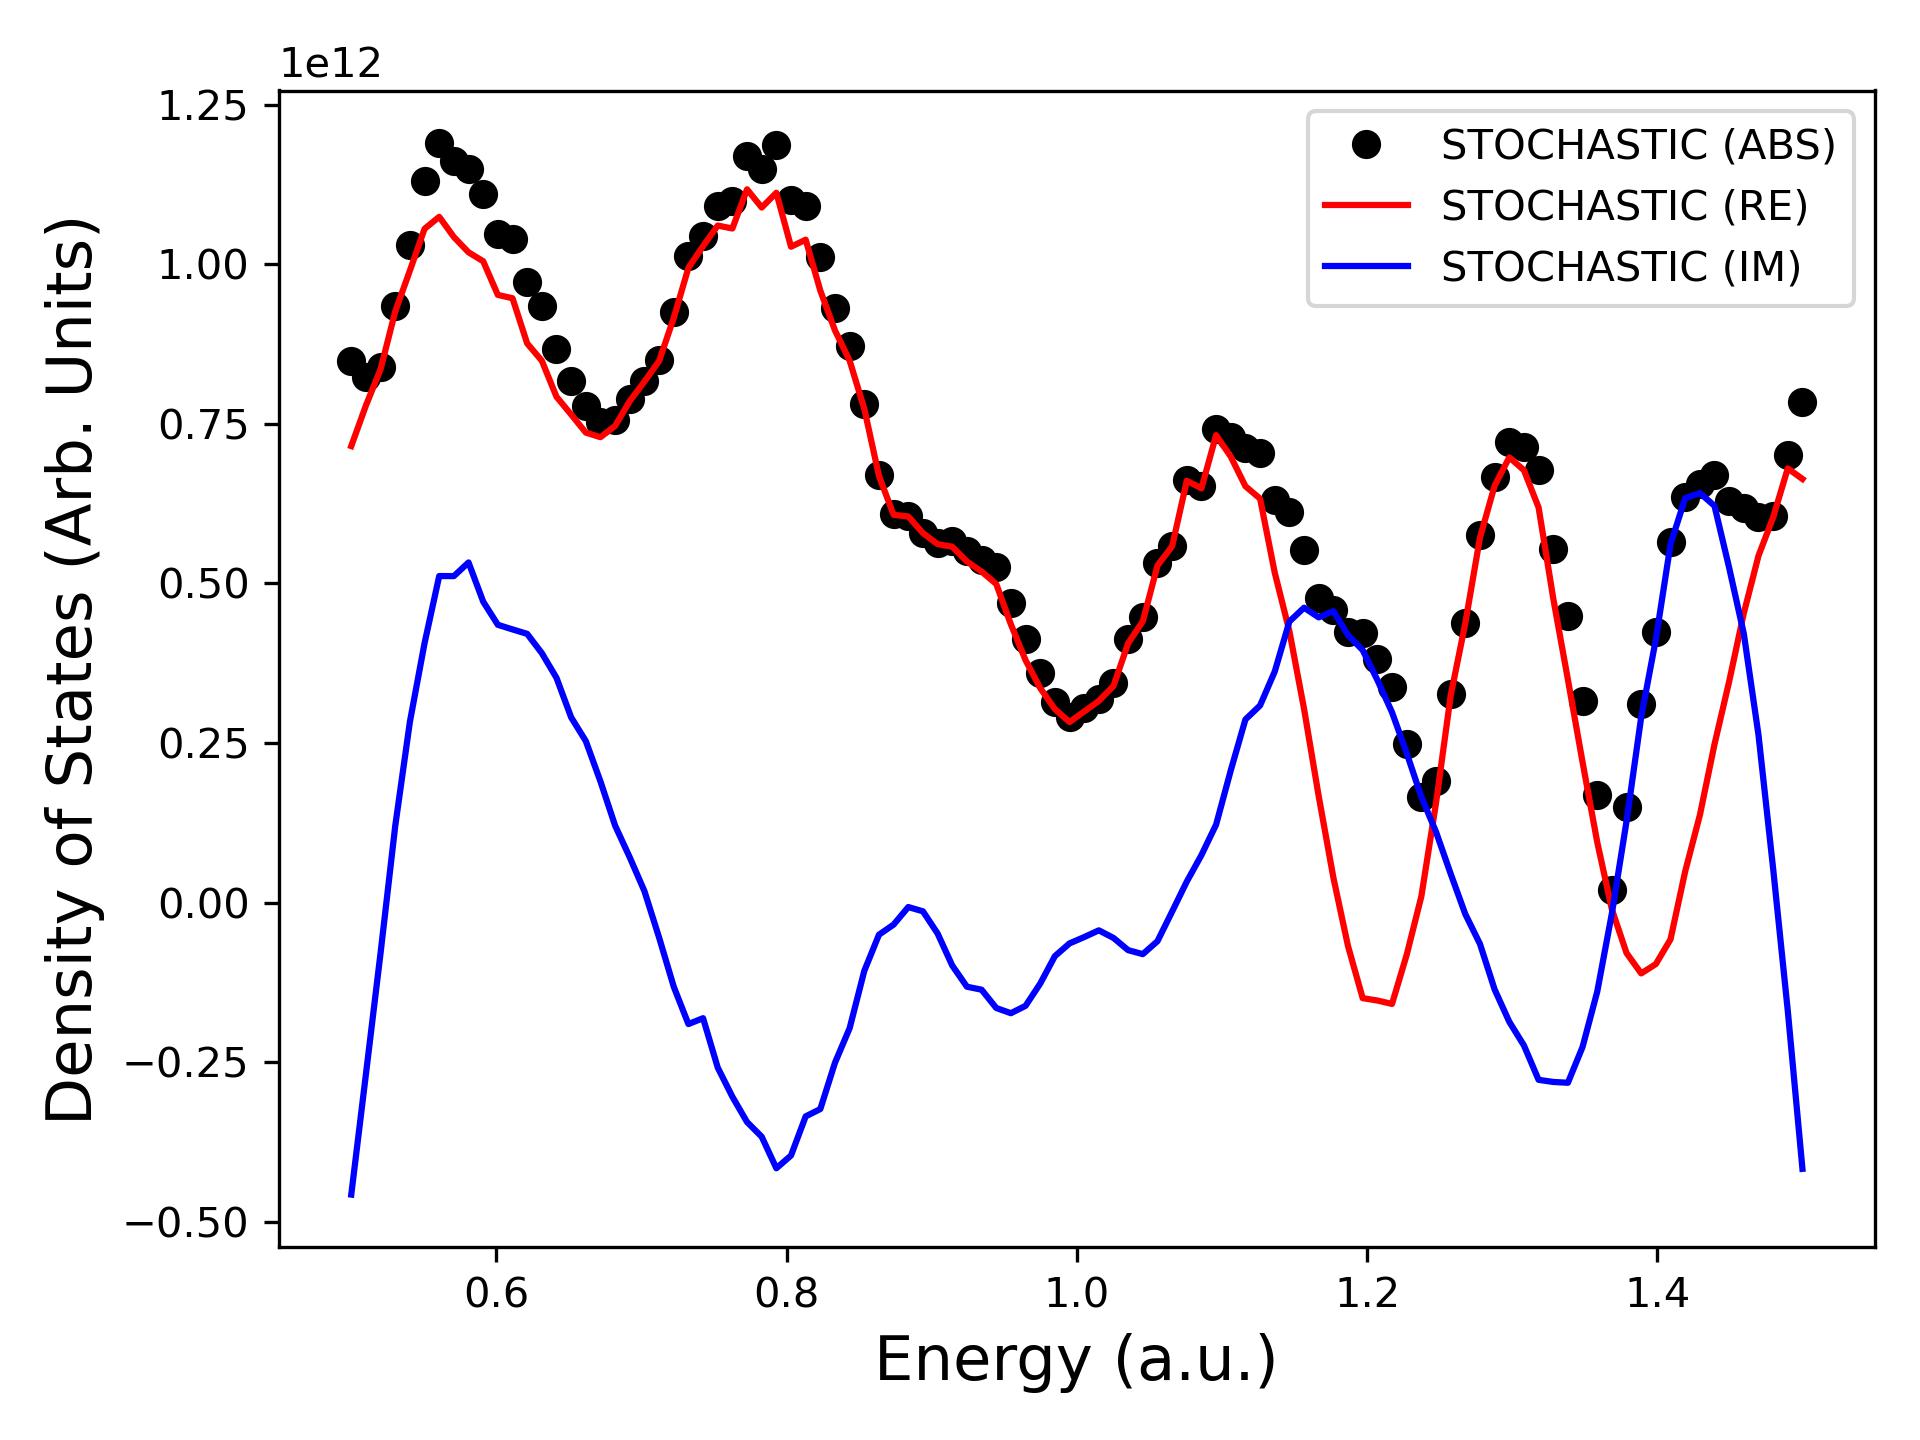 1e12
1.25
1.00
0.75
0.50
0.25
0.00
−0.25
−0.50
Density of States (Arb. Units)
STOCHASTIC (ABS)
STOCHASTIC (RE)
STOCHASTIC (IM)
0.6 0.8 1.0 1.2 1.4
Energy (a.u.)